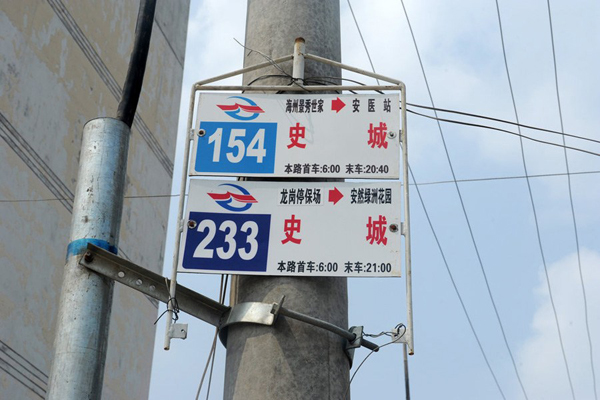 海州景秀世家 安医站
154 史城
本路首车:6:00 末车:20:40
龙岗停保场 安然绿洲花园
233 史城
本路首车:6:00 末车:21:00